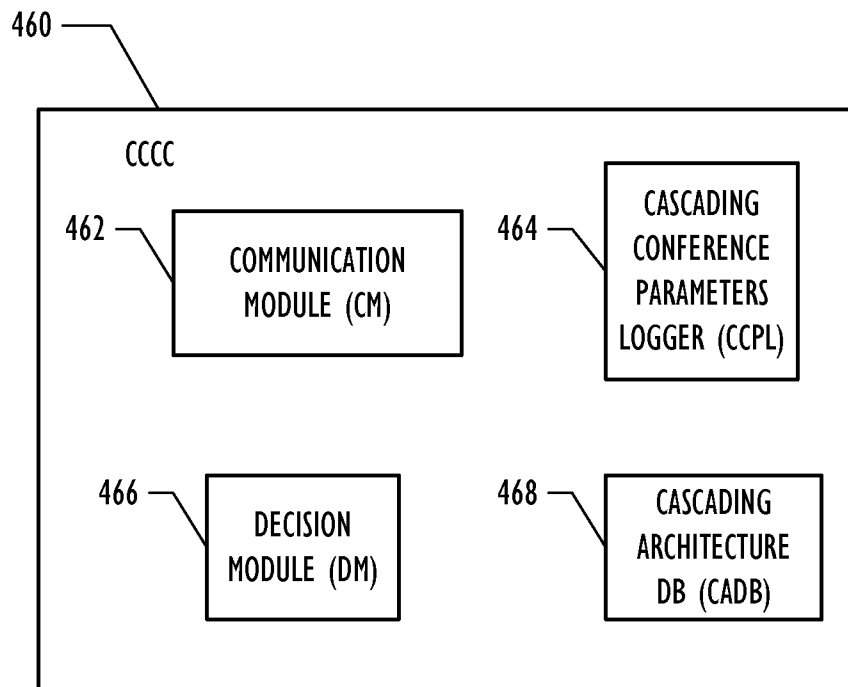 460
CCCC
462
COMMUNICATION
MODULE (CM)
464
CASCADING
CONFERENCE
PARAMETERS
LOGGER (CCPL)
466
DECISION
MODULE (DM)
468
CASCADING
ARCHITECTURE
DB (CADB)